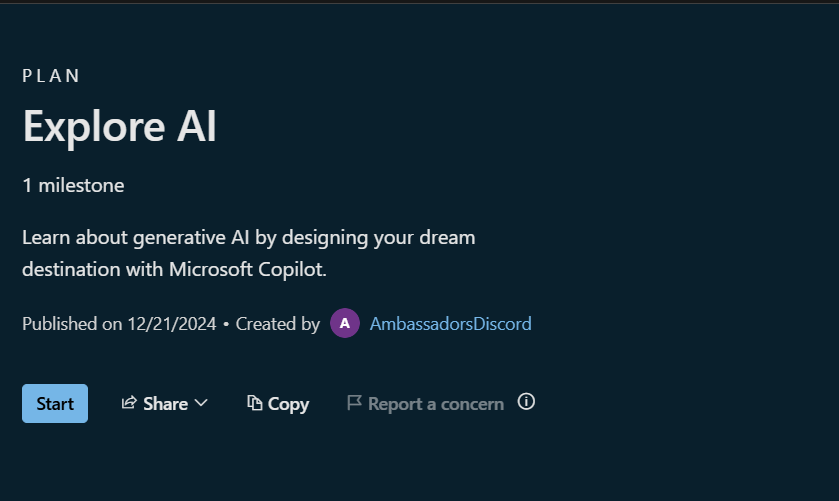 PLAN
Explore AI
1 milestone
Learn about generative AI by designing your dream
destination with Microsoft Copilot.
Published on 12/21/2024 • Created by A AmbassadorsDiscord
Start Share Copy Report a concern